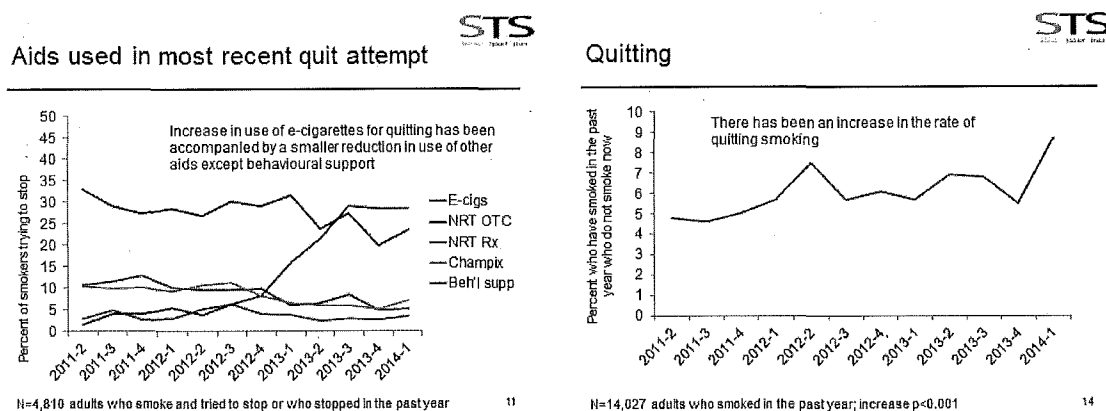 STS
Aids used in most recent quit attempt
50
45
40
35
30
25
20
15
10
5
0
Percent of smokers trying to stop
Increase in use of e-cigarettes for quitting has been
accompanied by a smaller reduction in use of other
aids except behavioural support
E-cigs
NRT OTC
NRT Rx
Champix
Beh'l supp
2011-2
2011-3
2011-4
2012-1
2012-2
2012-3
2012-4
2013-1
2013-2
2013-3
2013-4
2014-1
N=4,810 adults who smoke and tried to stop or who stopped in the past year
11
STS
Quitting
10
9
8
7
6
5
4
3
2
1
0
Percent who have smoked in the past
year who do not smoke now
There has been an increase in the rate of
quitting smoking
2011-2
2011-3
2011-4
2012-1
2012-2
2012-3
2012-4
2013-1
2013-2
2013-3
2013-4
2014-1
N=14,027 adults who smoked in the past year; increase p<0.001
14